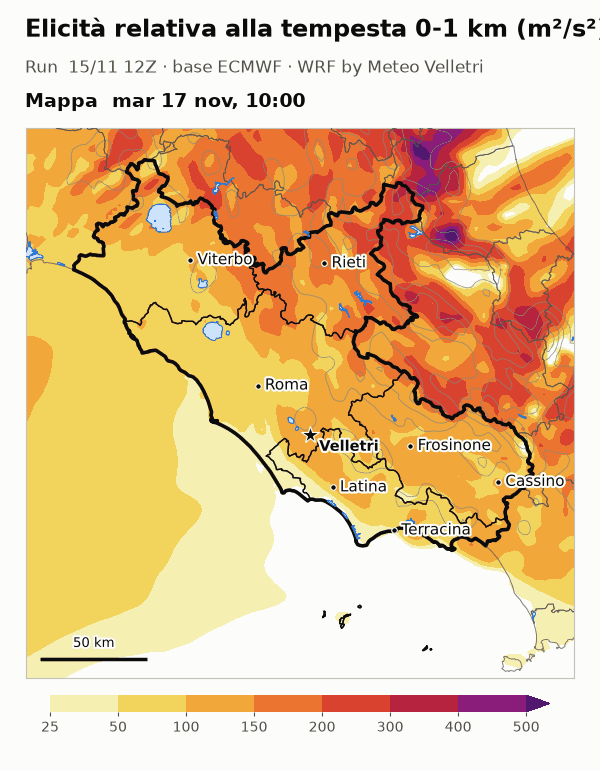 Elicità relativa alla tempesta 0-1 km (m²/s²)
Run 15/11 12Z · base ECMWF · WRF by Meteo Velletri
Mappa mar 17 nov, 10:00
Viterbo
Rieti
Roma
Velletri
Frosinone
Cassino
Latina
Terracina
50 km
25 50 100 150 200 300 400 500